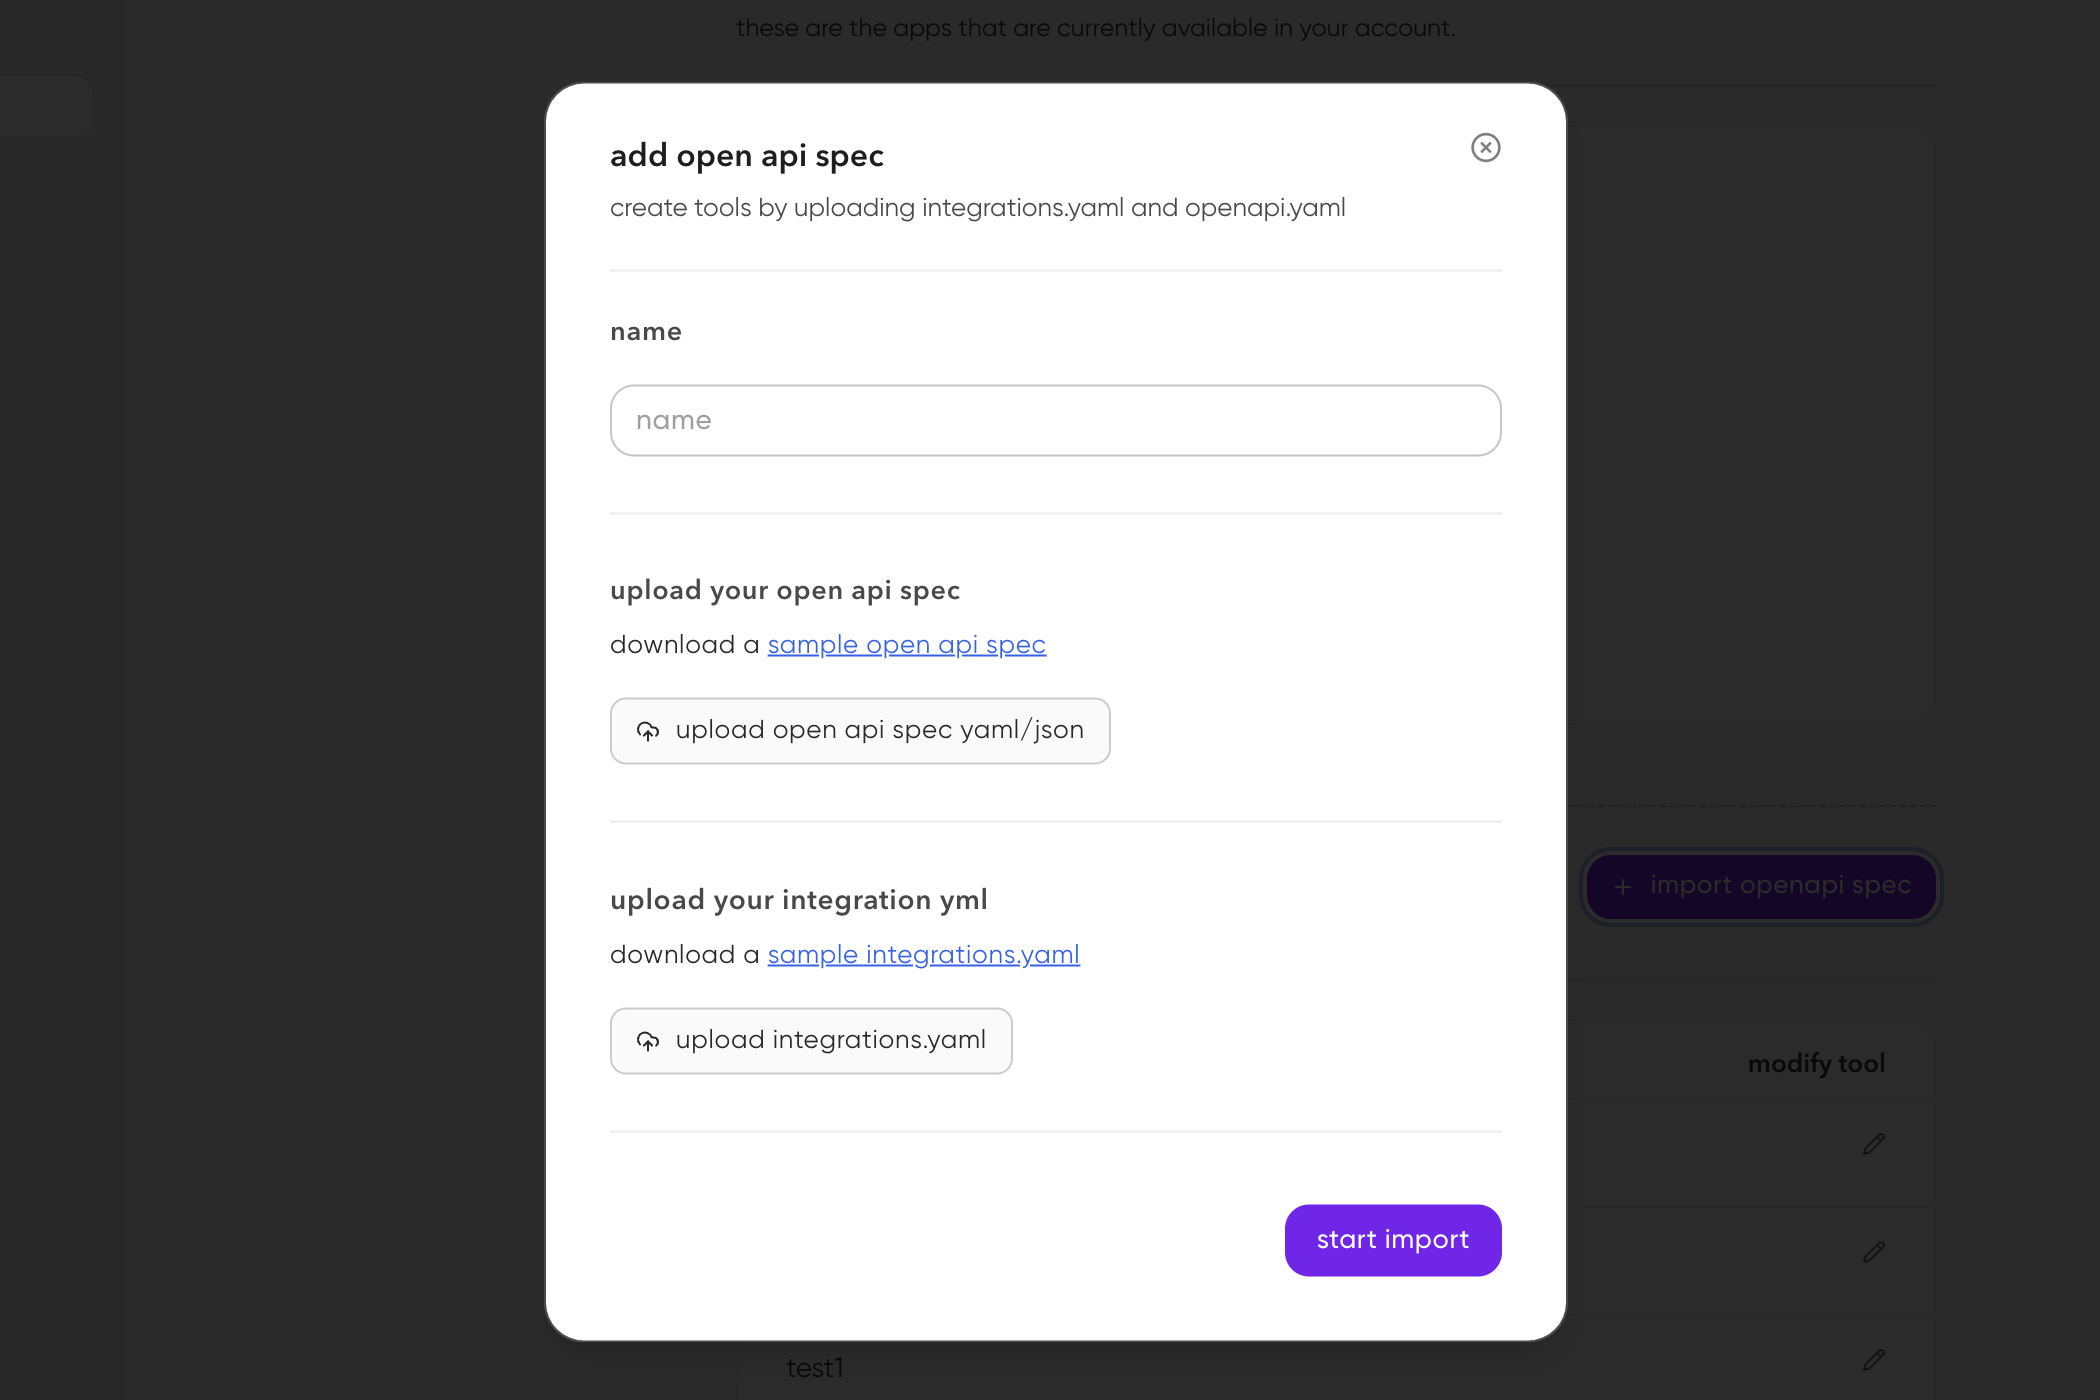 these are the apps that are currently available in your account.
add open api spec
create tools by uploading integrations.yaml and openapi.yaml
name
name
upload your open api spec
download a sample open api spec
upload open api spec yaml/json
+ import openapi spec
upload your integration yml
download a sample integrations.yaml
upload integrations.yaml
modify tool
start import
test1